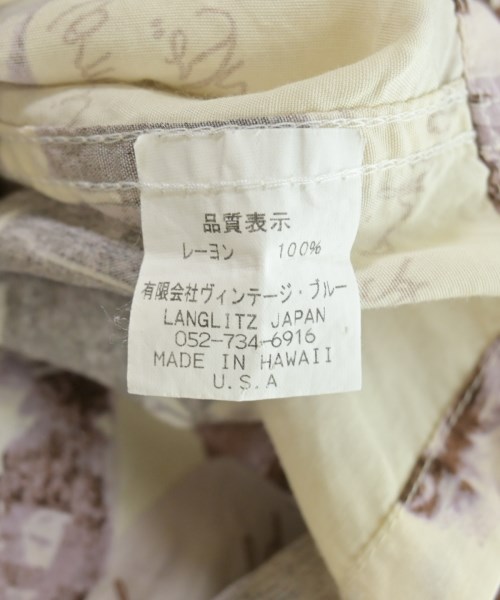 品質表示
レーヨン 100%
有限会社ヴィンテージ・ブルー
LANGLITZ JAPAN
052-734-6916
MADE IN HAWAII
U.S.A